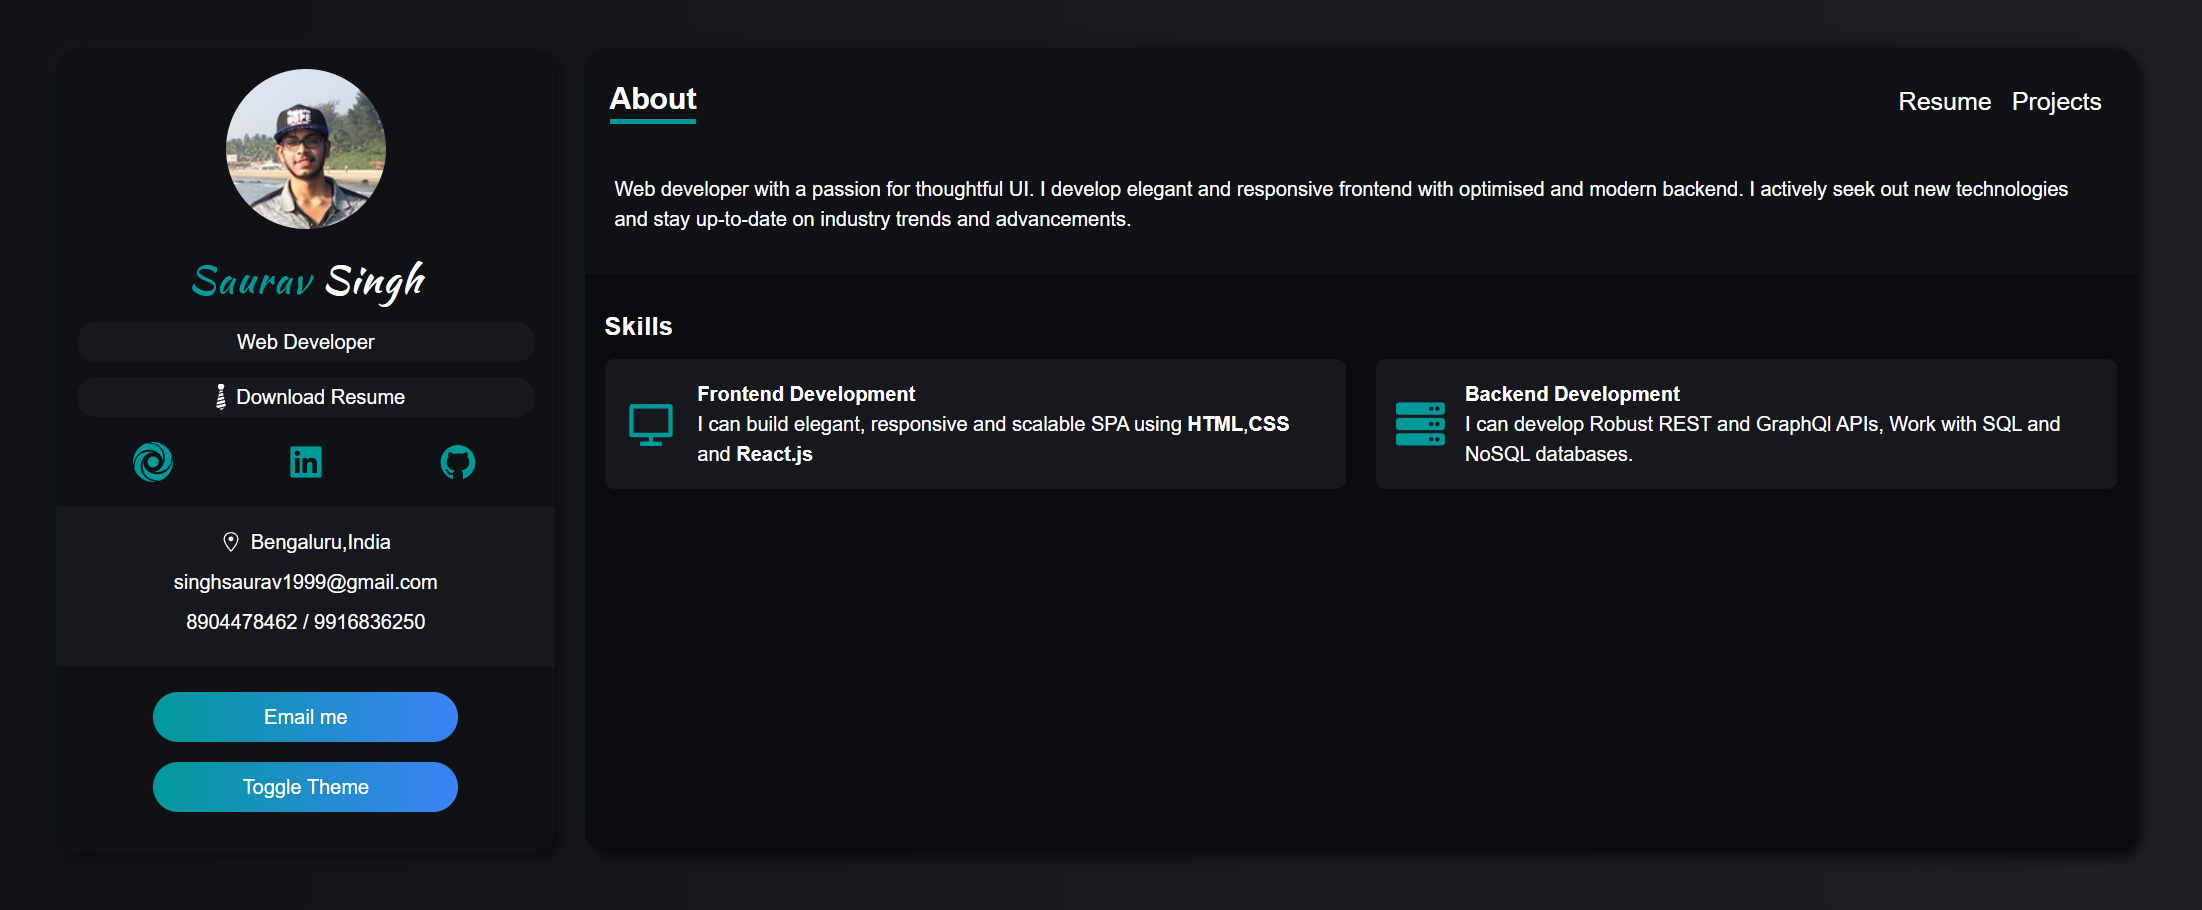 Saurav Singh
Web Developer
Download Resume
Bengaluru,India
singhsaurav1999@gmail.com
8904478462 / 9916836250
Email me
Toggle Theme
About
Resume Projects
Web developer with a passion for thoughtful UI. I develop elegant and responsive frontend with optimised and modern backend. I actively seek out new technologies
and stay up-to-date on industry trends and advancements.
Skills
Frontend Development
I can build elegant, responsive and scalable SPA using HTML,CSS
and React.js
Backend Development
I can develop Robust REST and GraphQl APIs, Work with SQL and
NoSQL databases.